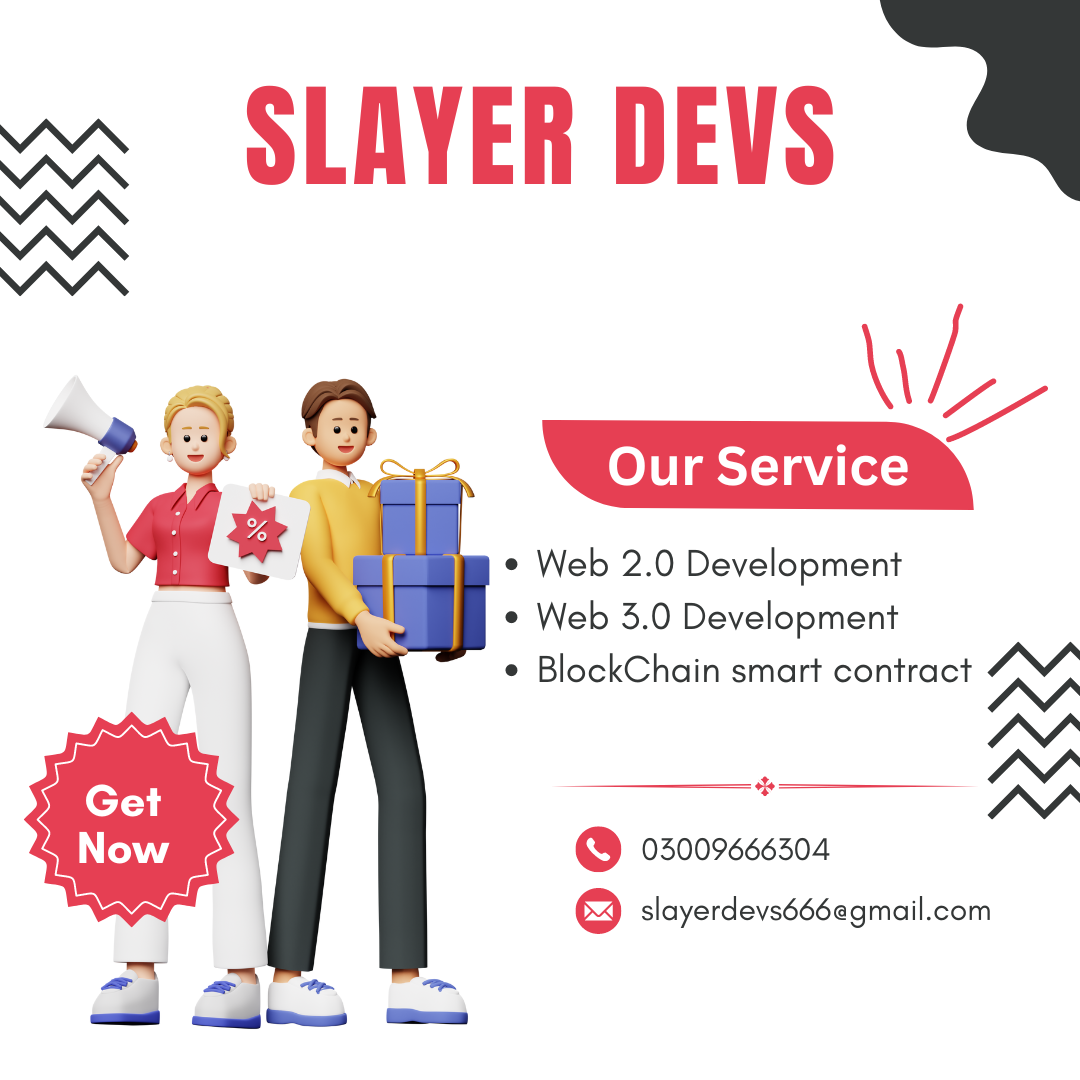 SLAYER DEVS
%
Our Service
• Web 2.0 Development
• Web 3.0 Development
• BlockChain smart contract
Get
Now
03009666304
slayerdevs666@gmail.com